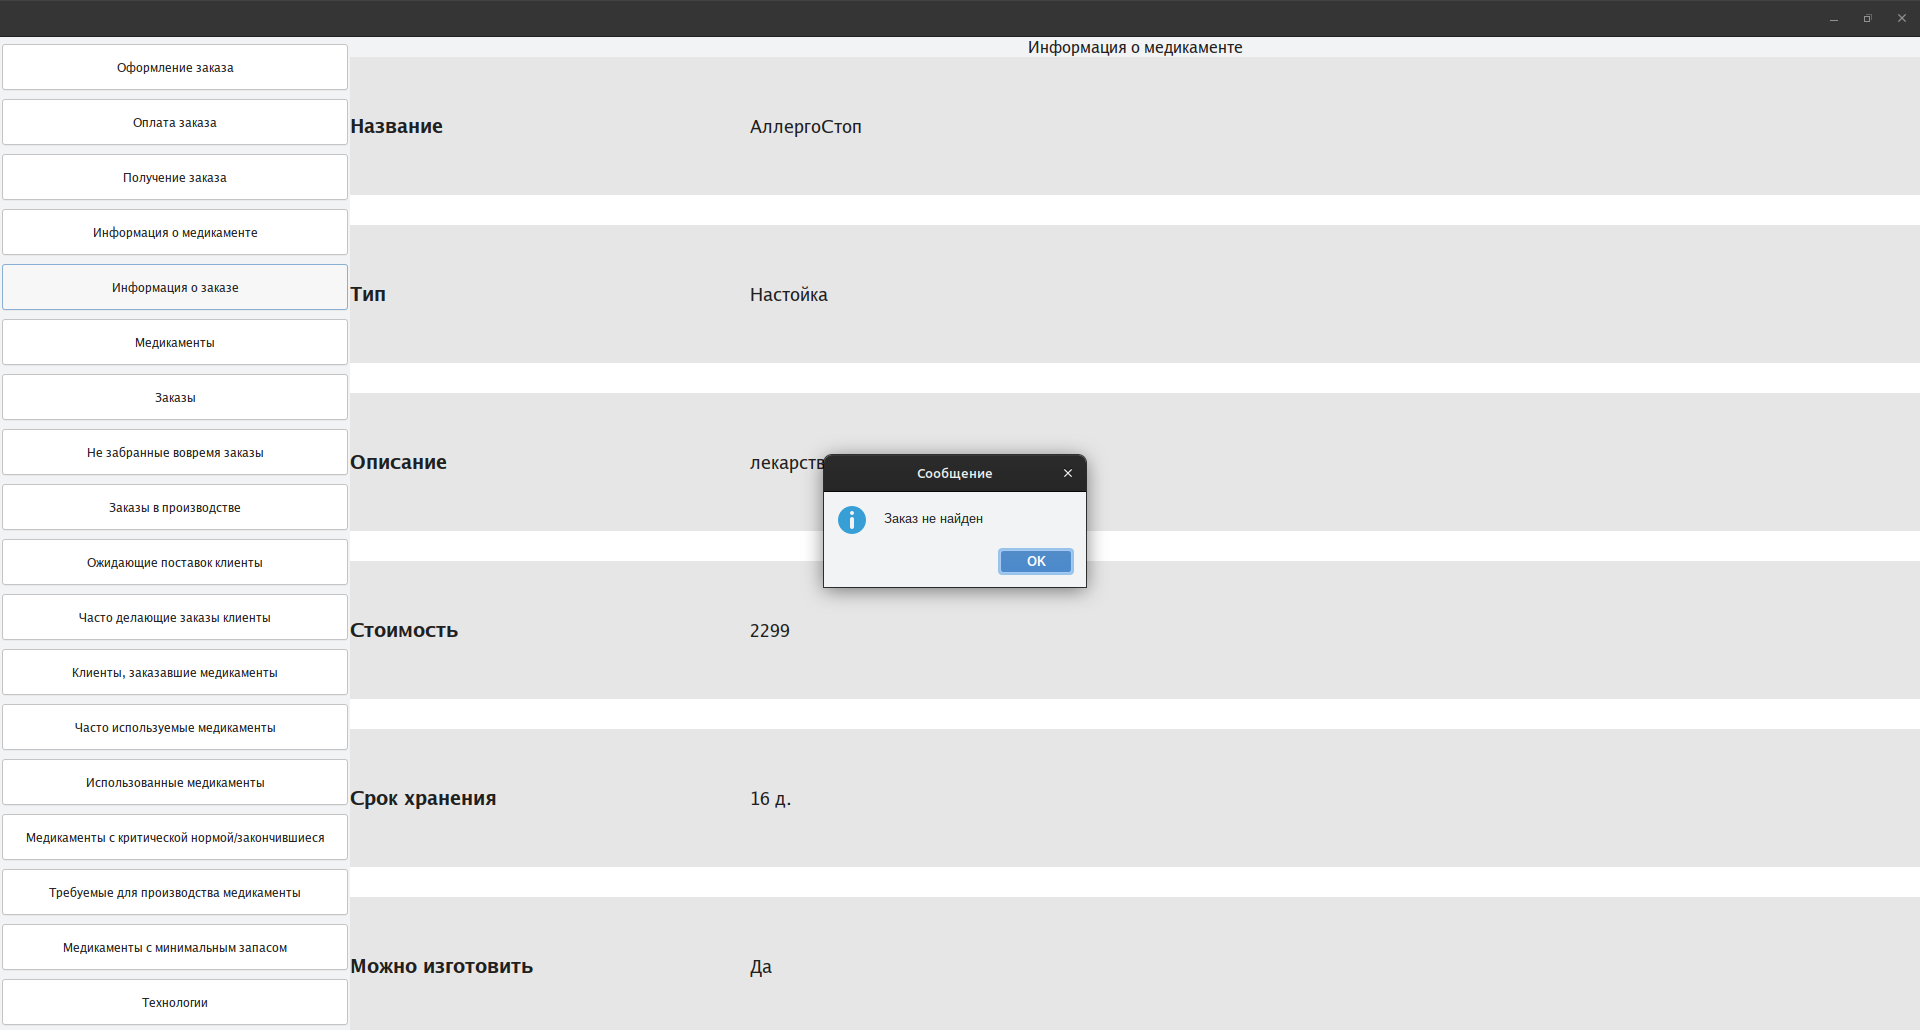 Оформление заказа
Оплата заказа
Получение заказа
Информация о медикаменте
Информация о заказе
Медикаменты
Заказы
Не забранные вовремя заказы
Заказы в производстве
Ожидающие поставок клиенты
Часто делающие заказы клиенты
Клиенты, заказавшие медикаменты
Часто используемые медикаменты
Использованные медикаменты
Медикаменты с критической нормой/закончившиеся
Требуемые для производства медикаменты
Медикаменты с минимальным запасом
Технологии
Информация о медикаменте
Название АллергоСтоп
Тип Настойка
Описание
Сообщение
Заказ не найден
OK
Стоимость 2299
Срок хранения 16 д.
Можно изготовить Да